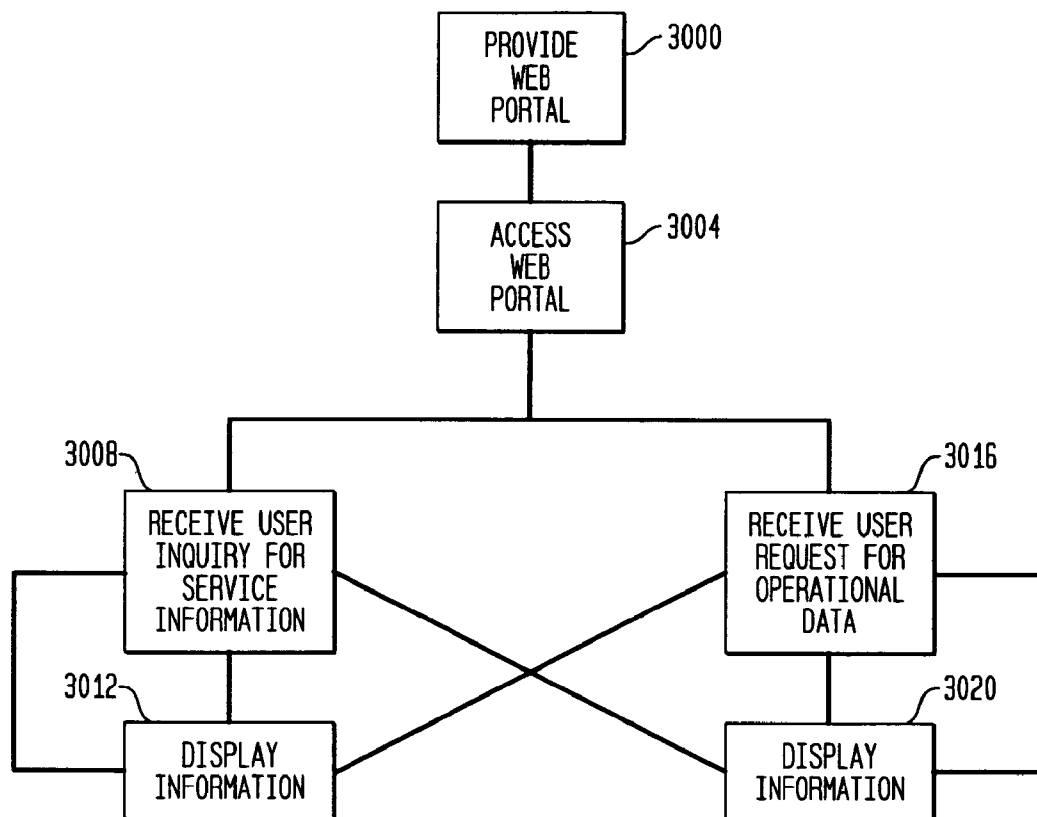 PROVIDE
WEB
PORTAL
3000
ACCESS
WEB
PORTAL
3004
3008
RECEIVE USER
INQUIRY FOR
SERVICE
INFORMATION
3016
RECEIVE USER
REQUEST FOR
OPERATIONAL
DATA
3012
DISPLAY
INFORMATION
3020
DISPLAY
INFORMATION